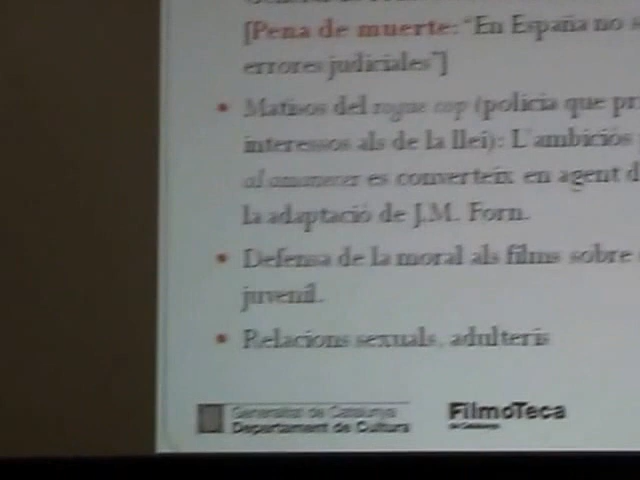 [Pena de muerte: "En España no
errores judiciales"]
• Matisos del rogue cop (policia que
interessos als de la llei): L'ambiciós
al amanecer es converteix en agent
la adaptació de J.M. Forn.
• Defensa de la moral als films sobre
juvenil.
• Relacions sexuals, adulteris
Generalitat de Catalunya
Departament de Cultura
FilmoTeca
de Catalunya